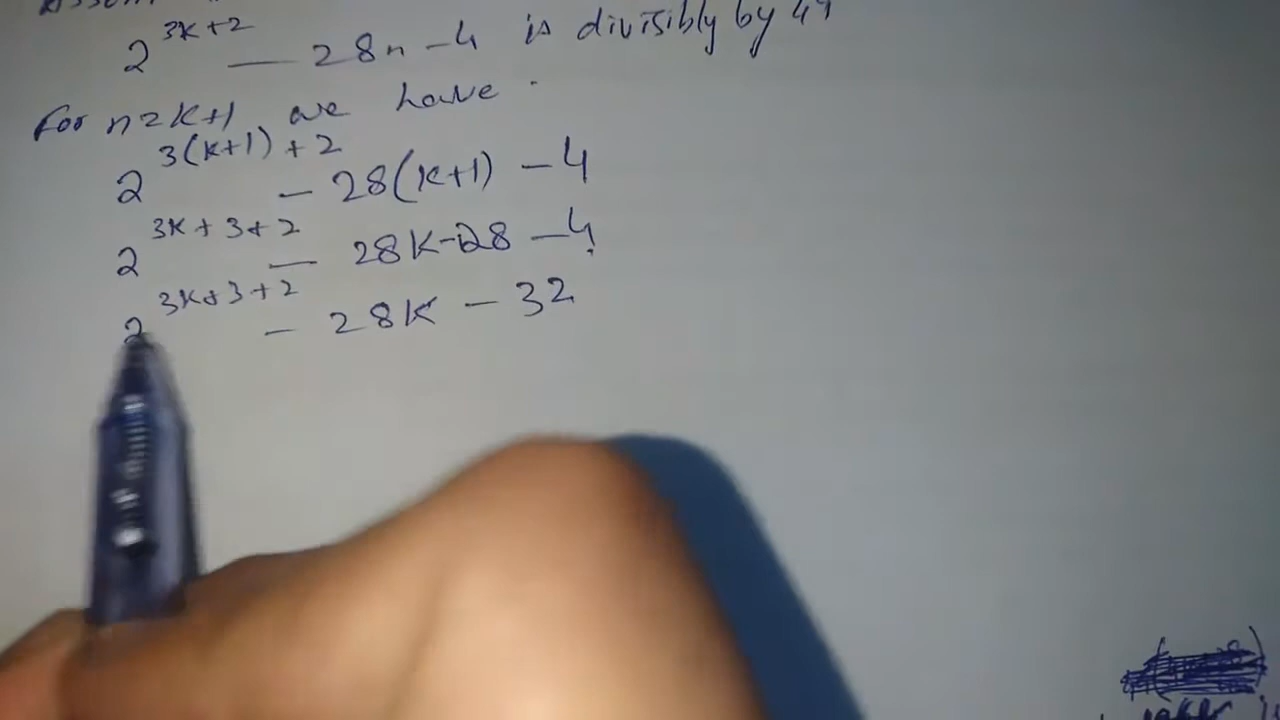 2^{3K+2} — 28n - 4 is divisibly by 49
For n=K+1 we have
2^{3(K+1)+2} - 28(K+1) - 4
2^{3K+3+2} — 28K-28 - 4
2^{3K+3+2} - 28K - 32